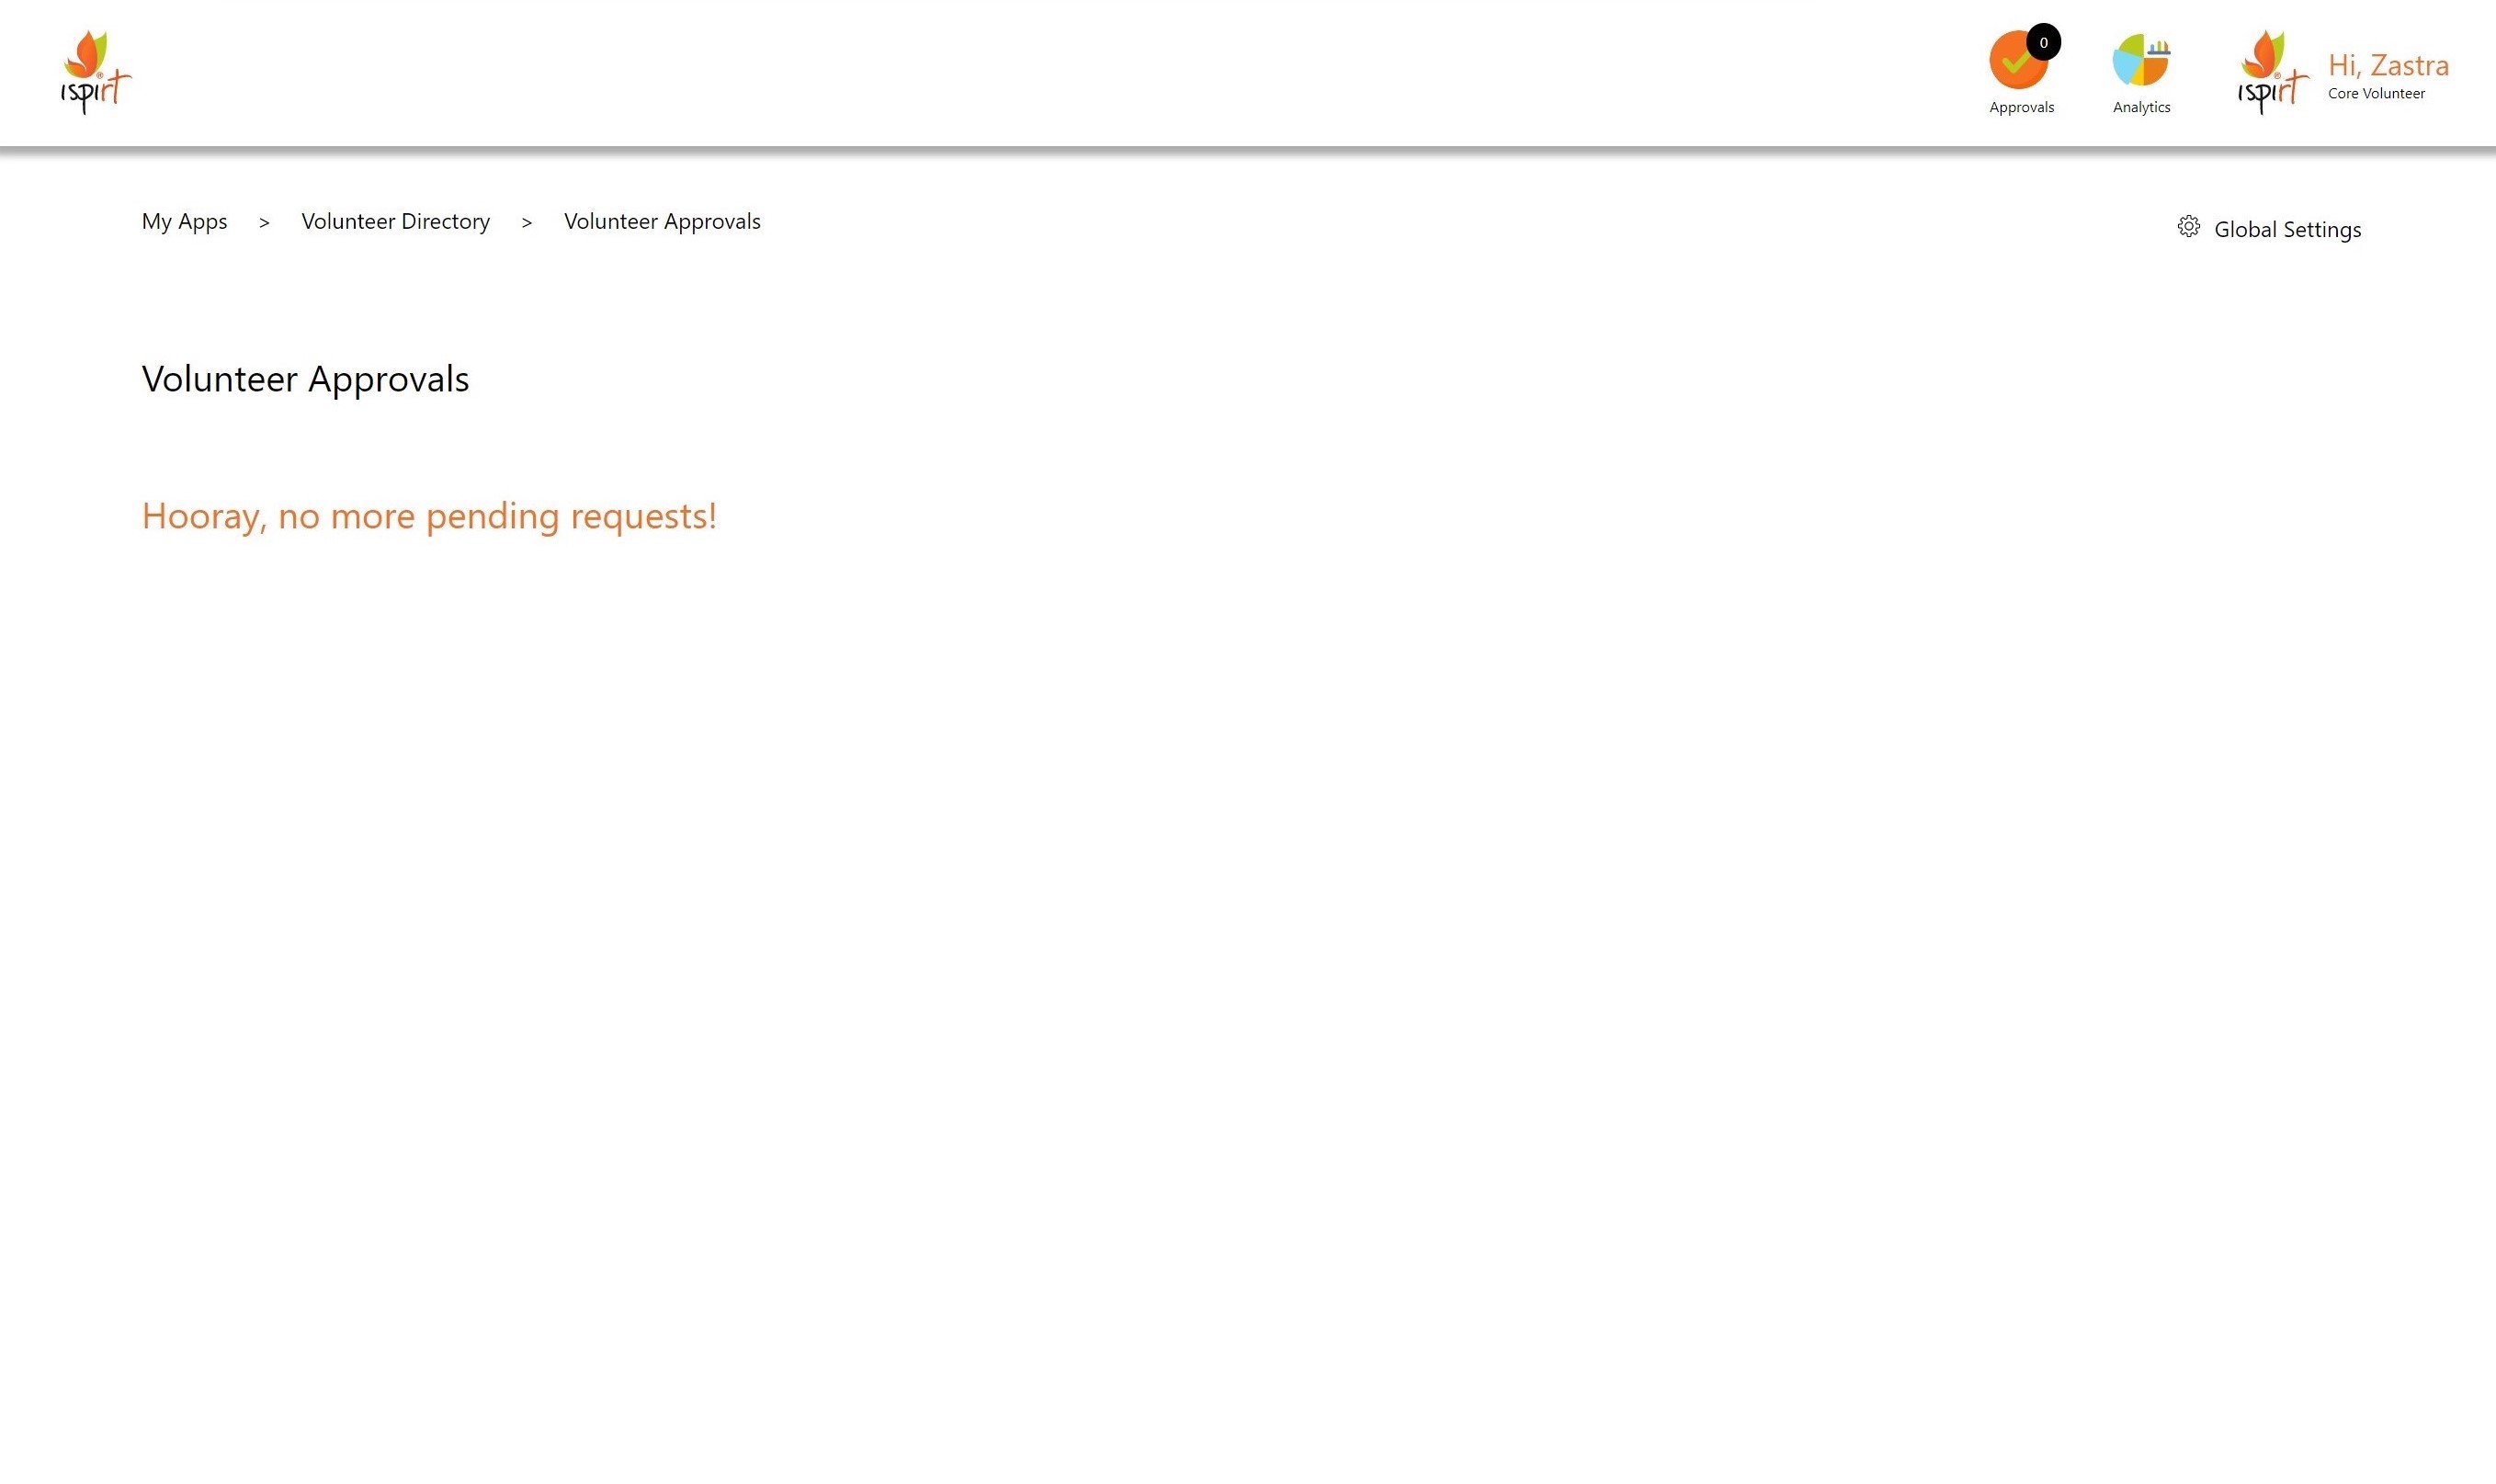 ispirt
0
Approvals
Analytics
ispirt
Hi, Zastra
Core Volunteer
My Apps > Volunteer Directory > Volunteer Approvals
Global Settings
Volunteer Approvals
Hooray, no more pending requests!